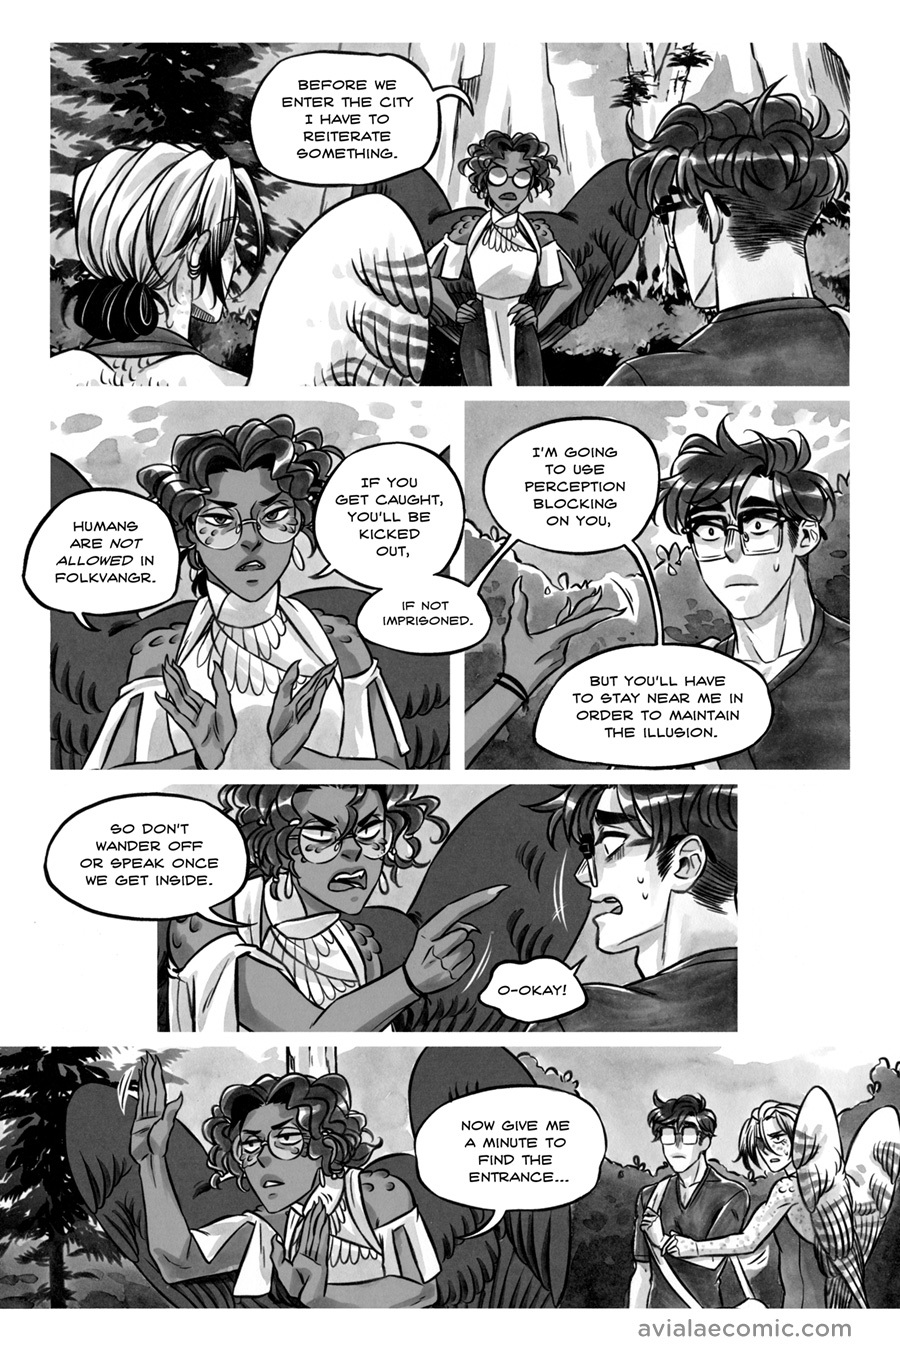 BEFORE WE
ENTER THE CITY
I HAVE TO
REITERATE
SOMETHING.
HUMANS
ARE NOT
ALLOWED IN
FOLKVANGR.
IF YOU
GET CAUGHT,
YOU'LL BE
KICKED
OUT,
IF NOT
IMPRISONED.
I'M GOING
TO USE
PERCEPTION
BLOCKING
ON YOU,
BUT YOU'LL HAVE
TO STAY NEAR ME IN
ORDER TO MAINTAIN
THE ILLUSION.
SO DON'T
WANDER OFF
OR SPEAK ONCE
WE GET INSIDE.
O-OKAY!
NOW GIVE ME
A MINUTE TO
FIND THE
ENTRANCE...
avialaecomic.com